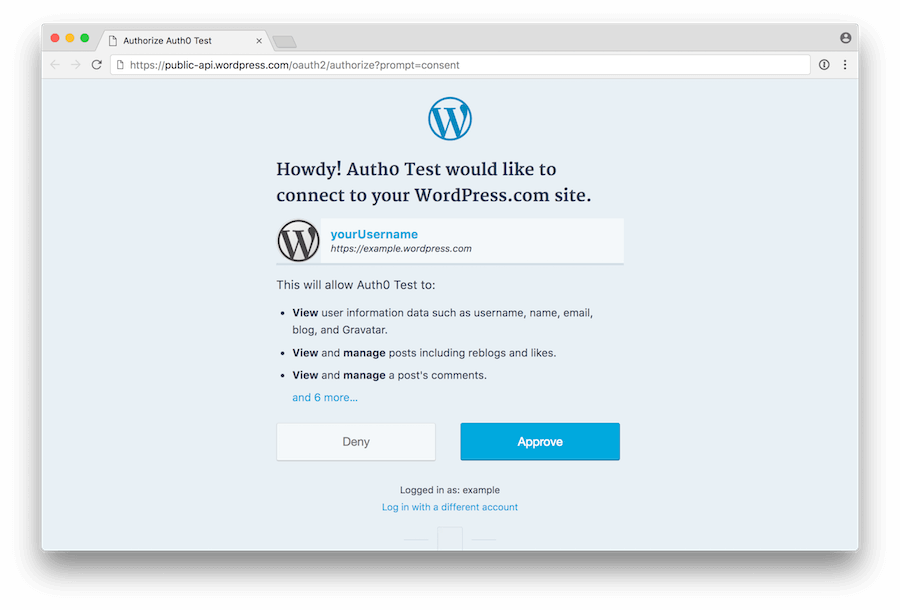 Authorize Auth0 Test
https://public-api.wordpress.com/oauth2/authorize?prompt=consent
Howdy! Auth0 Test would like to
connect to your WordPress.com site.
yourUsername
https://example.wordpress.com
This will allow Auth0 Test to:
• View user information data such as username, name, email,
blog, and Gravatar.
• View and manage posts including reblogs and likes.
• View and manage a post's comments.
and 6 more...
Deny
Approve
Logged in as: example
Log in with a different account